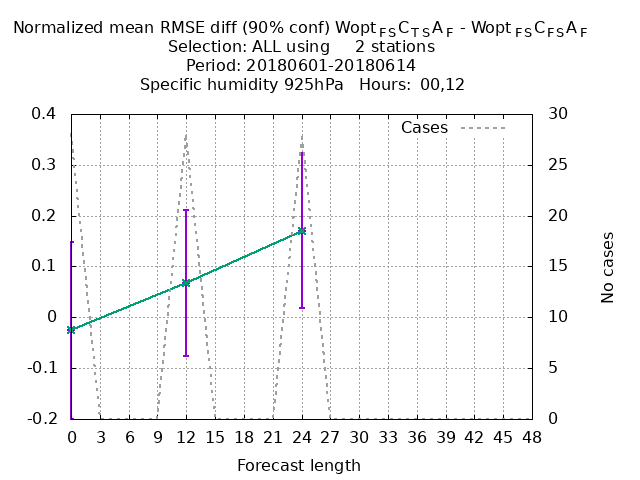 Normalized mean RMSE diff (90% conf) Wopt FS C TS A F - Wopt FS C FS A F
Selection: ALL using 2 stations
Period: 20180601-20180614
Specific humidity 925hPa Hours: 00,12
Cases
0.4
0.3
0.2
0.1
0
-0.1
-0.2
30
25
20
15
10
5
0
No cases
0 3 6 9 12 15 18 21 24 27 30 33 36 39 42 45 48
Forecast length